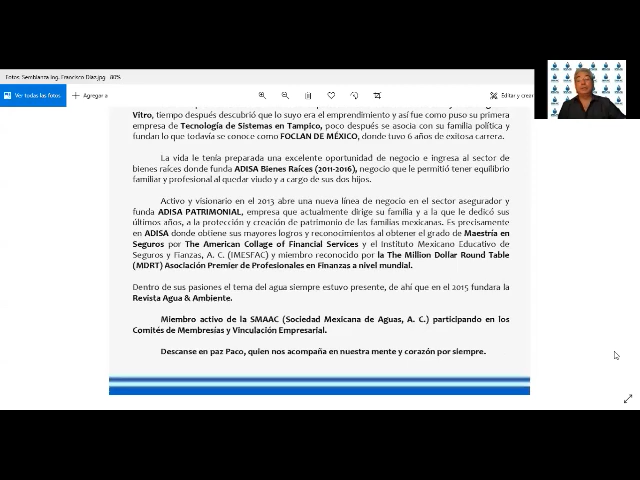 Fotos: Semblanza Ing. Francisco Díaz.jpg 80%
Ver todas las fotos
Agregar a
Editar y crear
Vitro, tiempo después descubrió que lo suyo era el emprendimiento y así fue como puso su primera
empresa de Tecnología de Sistemas en Tampico, poco después se asocia con su familia política y
fundan lo que todavía se conoce como FOCLAN DE MÉXICO, donde tuvo 6 años de exitosa carrera.
La vida le tenía preparada una excelente oportunidad de negocio e ingresa al sector de
bienes raíces donde funda ADISA Bienes Raíces (2011-2016), negocio que le permitió tener equilibrio
familiar y profesional al quedar viudo y a cargo de sus dos hijos.
Activo y visionario en el 2013 abre una nueva línea de negocio en el sector asegurador y
funda ADISA PATRIMONIAL, empresa que actualmente dirige su familia y a la que le dedicó sus
últimos años, a la protección y creación de patrimonio de las familias mexicanas. Es precisamente
en ADISA donde obtiene sus mayores logros y reconocimientos al obtener el grado de Maestría en
Seguros por The American Collage of Financial Services y el Instituto Mexicano Educativo de
Seguros y Fianzas, A. C. (IMESFAC) y miembro reconocido por la The Million Dollar Round Table
(MDRT) Asociación Premier de Profesionales en Finanzas a nivel mundial.
Dentro de sus pasiones el tema del agua siempre estuvo presente, de ahí que en el 2015 fundara la
Revista Agua & Ambiente.
Miembro activo de la SMAAC (Sociedad Mexicana de Aguas, A. C.) participando en los
Comités de Membresías y Vinculación Empresarial.
Descanse en paz Paco, quien nos acompaña en nuestra mente y corazón por siempre.